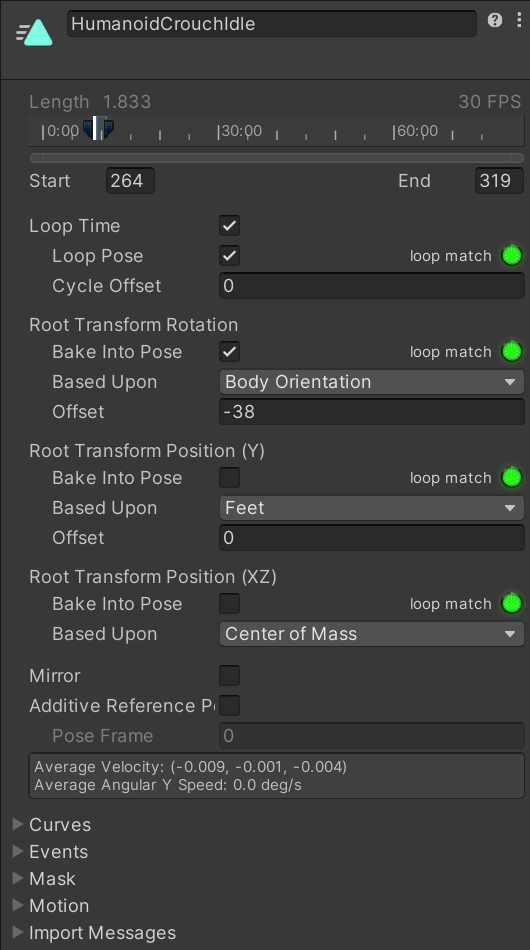 HumanoidCrouchIdle
Length 1.833 30 FPS
0:00 30:00 60:00
Start 264 End 319
Loop Time
Loop Pose loop match
Cycle Offset 0
Root Transform Rotation
Bake Into Pose loop match
Based Upon Body Orientation
Offset -38
Root Transform Position (Y)
Bake Into Pose loop match
Based Upon Feet
Offset 0
Root Transform Position (XZ)
Bake Into Pose loop match
Based Upon Center of Mass
Mirror
Additive Reference P
Pose Frame 0
Average Velocity: (-0.009, -0.001, -0.004)
Average Angular Y Speed: 0.0 deg/s
Curves
Events
Mask
Motion
Import Messages